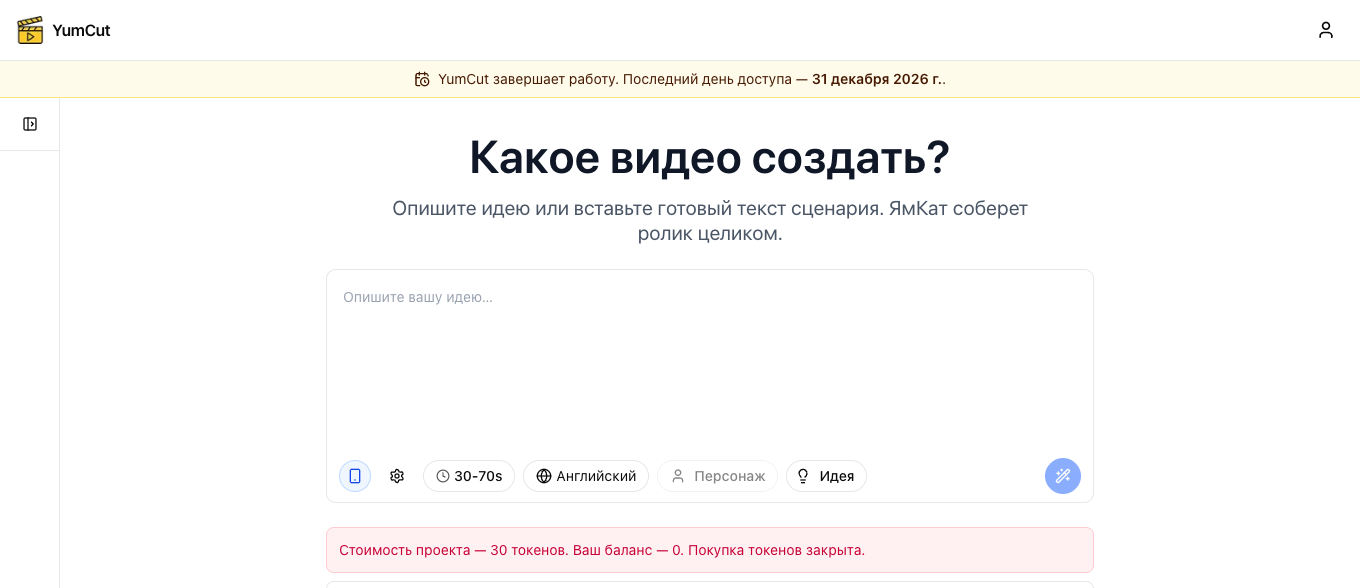 YumCut
YumCut завершает работу. Последний день доступа — 31 декабря 2026 г..
Какое видео создать?
Опишите идею или вставьте готовый текст сценария. ЯмКат соберет
ролик целиком.
Опишите вашу идею...
30-70s
Английский
Персонаж
Идея
Стоимость проекта — 30 токенов. Ваш баланс — 0. Покупка токенов закрыта.